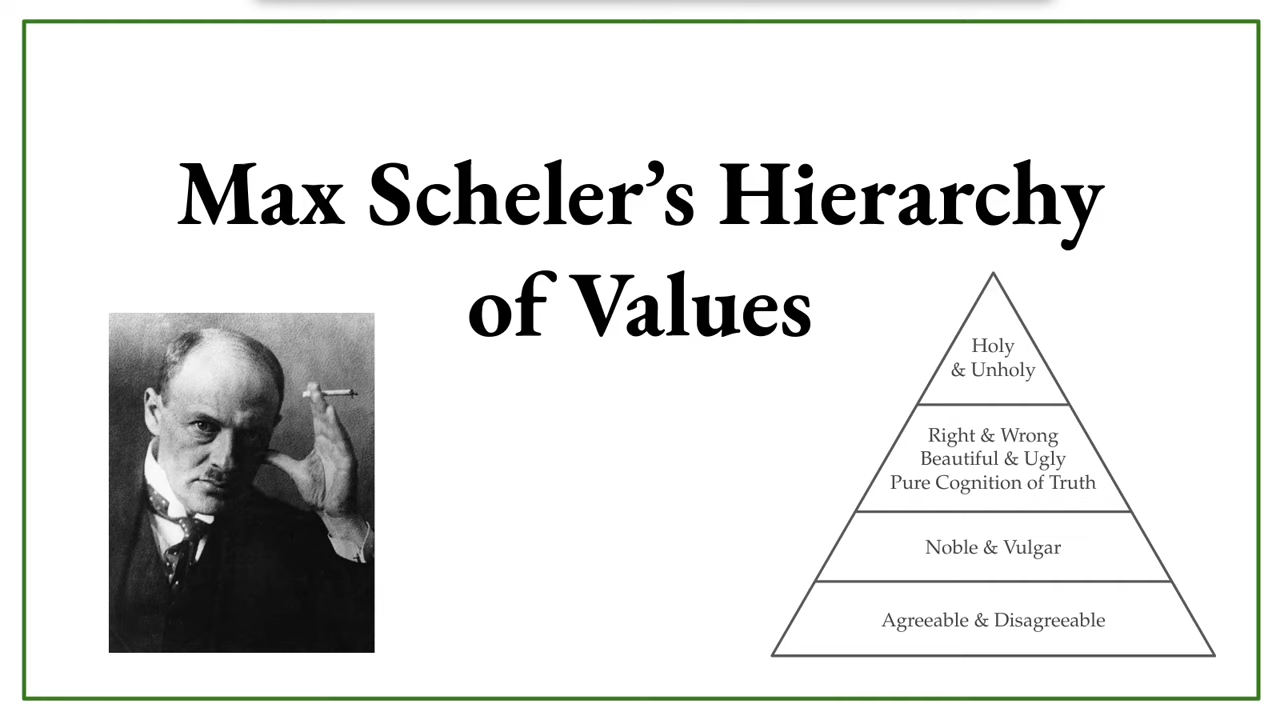 Max Scheler’s Hierarchy
of Values
Holy
& Unholy
Right & Wrong
Beautiful & Ugly
Pure Cognition of Truth
Noble & Vulgar
Agreeable & Disagreeable